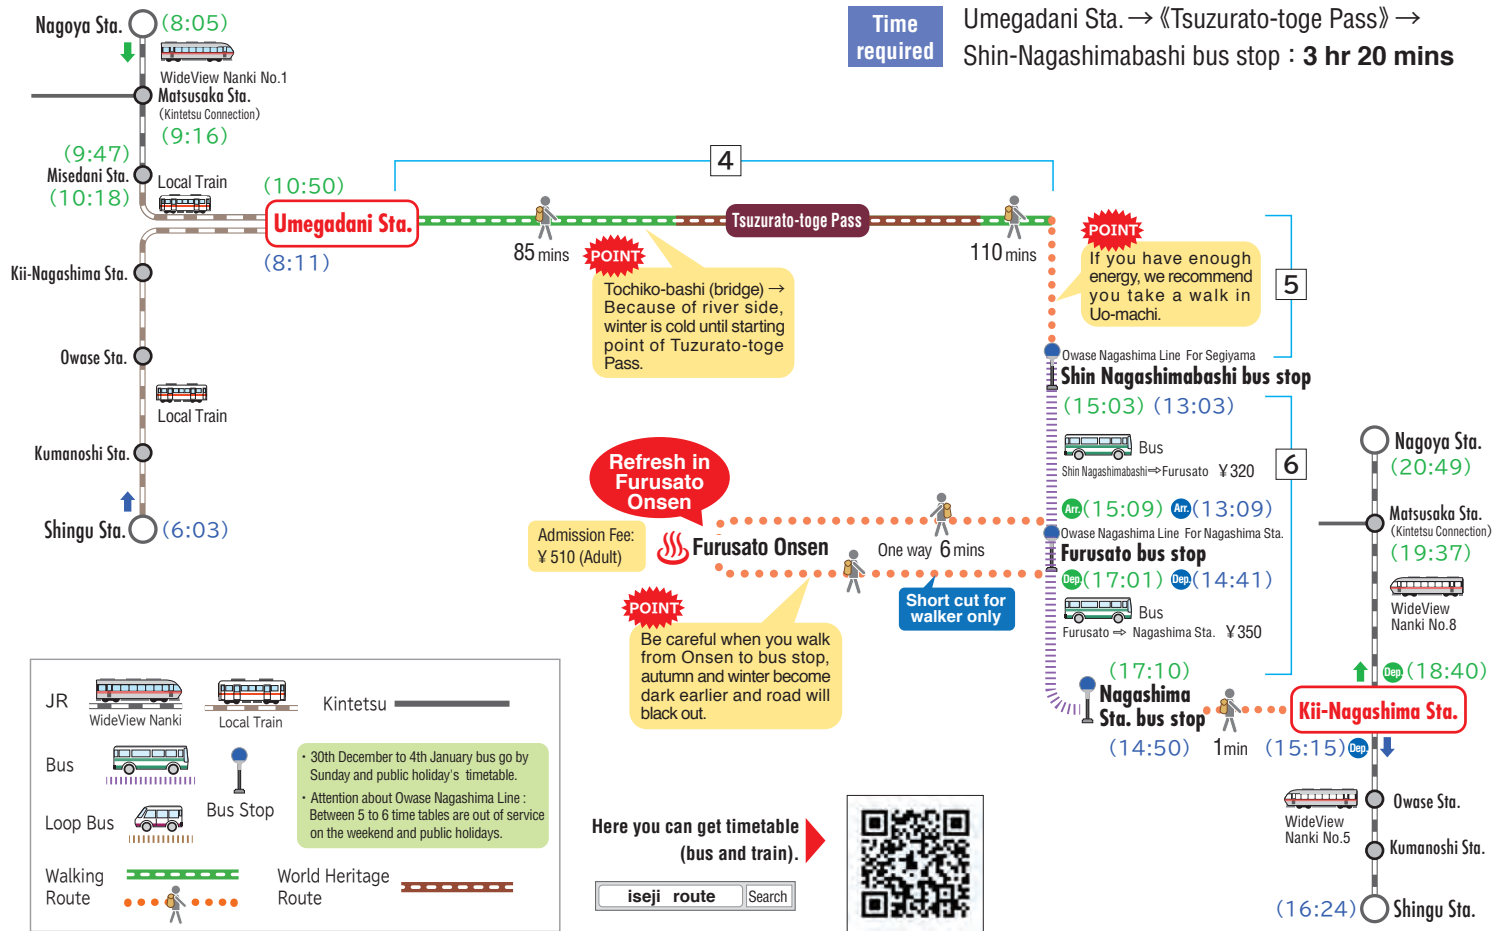 Time
required
Umegadani Sta. → 《Tsuzurato-toge Pass》 →
Shin-Nagashimabashi bus stop : 3 hr 20 mins
Nagoya Sta.
(8:05)
WideView Nanki No.1
Matsusaka Sta.
(Kintetsu Connection)
(9:16)
(9:47)
Misedani Sta.
(10:18)
Local Train
(10:50)
Umegadani Sta.
(8:11)
Kii-Nagashima Sta.
Owase Sta.
Local Train
Kumanoshi Sta.
Shingu Sta.
(6:03)
4
85 mins
Tsuzurato-toge Pass
110 mins
POINT
Tochiko-bashi (bridge) →
Because of river side,
winter is cold until starting
point of Tuzurato-toge
Pass.
POINT
If you have enough
energy, we recommend
you take a walk in
Uo-machi.
5
Owase Nagashima Line For Segiyama
Shin Nagashimabashi bus stop
(15:03) (13:03)
Bus
Shin Nagashimabashi⇒Furusato ¥320
6
Arr. (15:09) Arr. (13:09)
Owase Nagashima Line For Nagashima Sta.
Furusato bus stop
Dep. (17:01) Dep. (14:41)
Bus
Furusato ⇒ Nagashima Sta. ¥350
Refresh in
Furusato
Onsen
Admission Fee:
¥ 510 (Adult)
Furusato Onsen
One way 6 mins
Short cut for
walker only
POINT
Be careful when you walk
from Onsen to bus stop,
autumn and winter become
dark earlier and road will
black out.
(17:10)
Nagashima
Sta. bus stop
(14:50)
1 min
Nagoya Sta.
(20:49)
Matsusaka Sta.
(Kintetsu Connection)
(19:37)
WideView
Nanki No.8
Dep. (18:40)
Kii-Nagashima Sta.
(15:15) Dep.
WideView
Nanki No.5
Owase Sta.
Kumanoshi Sta.
(16:24)
Shingu Sta.
JR
WideView Nanki
Local Train
Kintetsu
Bus
Bus Stop
Loop Bus
・30th December to 4th January bus go by
Sunday and public holiday's timetable.
・Attention about Owase Nagashima Line :
Between 5 to 6 time tables are out of service
on the weekend and public holidays.
Walking
Route
World Heritage
Route
Here you can get timetable
(bus and train).
iseji route
Search